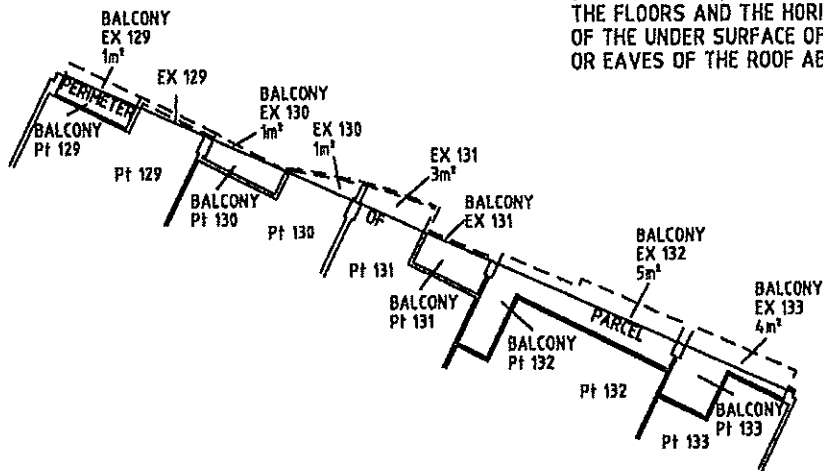 THE FLOORS AND THE HORI
OF THE UNDER SURFACE OF
OR EAVES OF THE ROOF AB
BALCONY
EX 129
1m²
EX 129
BALCONY
EX 130
1m²
EX 130
1m²
EX 131
3m²
BALCONY
EX 131
BALCONY
EX 132
5m²
BALCONY
EX 133
4m²
PERIMETER
OF
PARCEL
BALCONY
Pt 129
Pt 129
BALCONY
Pt 130
Pt 130
Pt 131
BALCONY
Pt 131
BALCONY
Pt 132
Pt 132
BALCONY
Pt 133
Pt 133